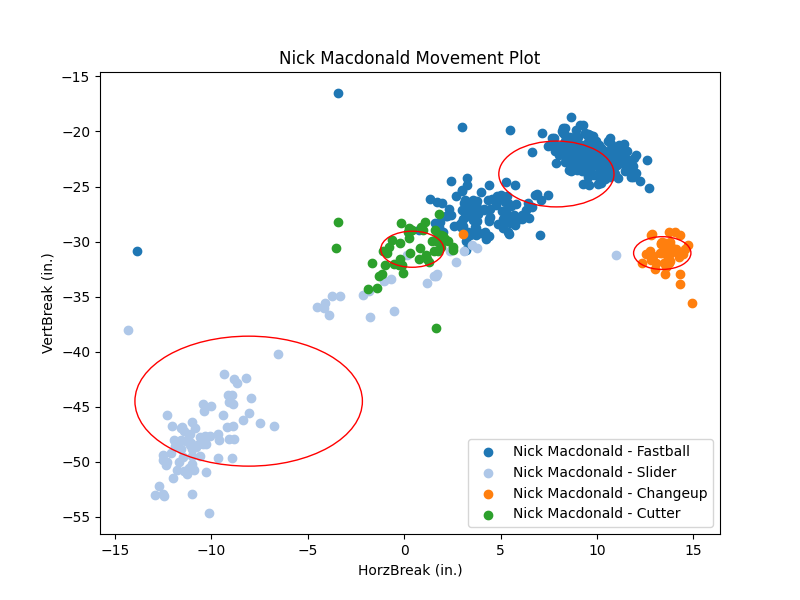 Nick Macdonald Movement Plot
VertBreak (in.)
−15
−20
−25
−30
−35
−40
−45
−50
−55
Nick Macdonald - Fastball
Nick Macdonald - Slider
Nick Macdonald - Changeup
Nick Macdonald - Cutter
−15 −10 −5 0 5 10 15
HorzBreak (in.)